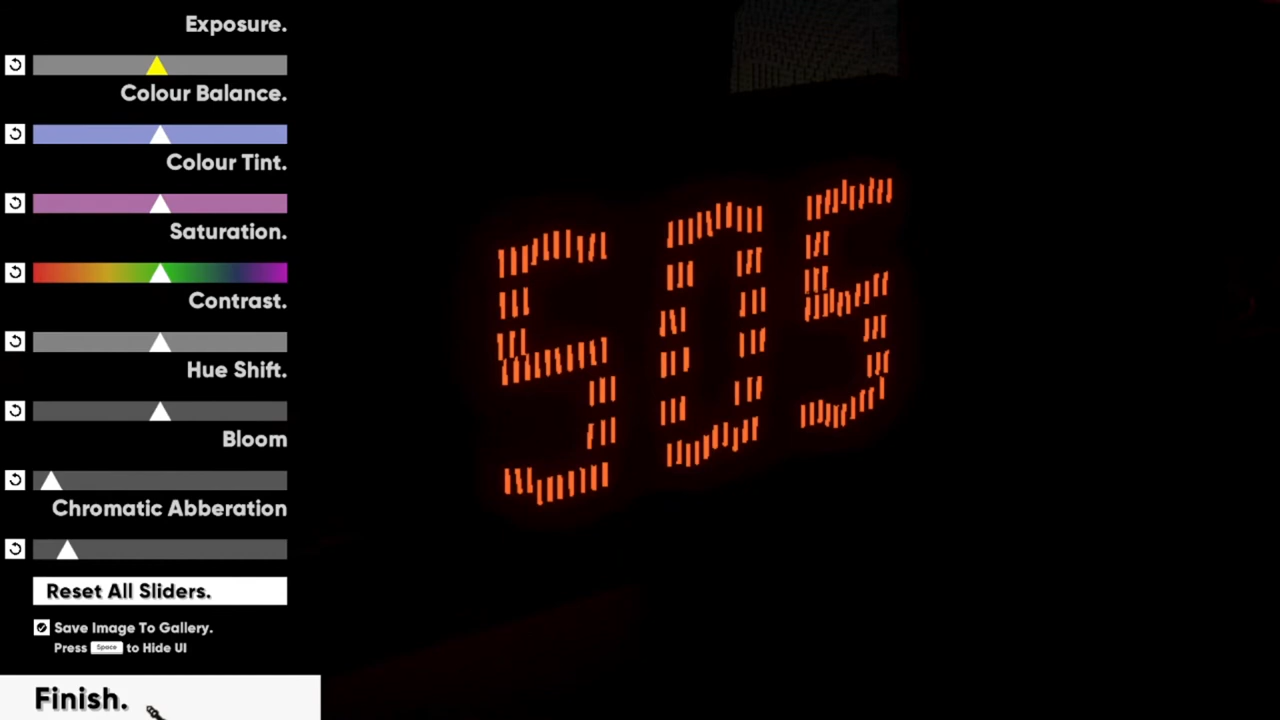 Exposure.
Colour Balance.
Colour Tint.
Saturation.
Contrast.
Hue Shift.
Bloom
Chromatic Abberation
Reset All Sliders.
Save Image To Gallery.
Press Space to Hide UI
Finish.
SOS